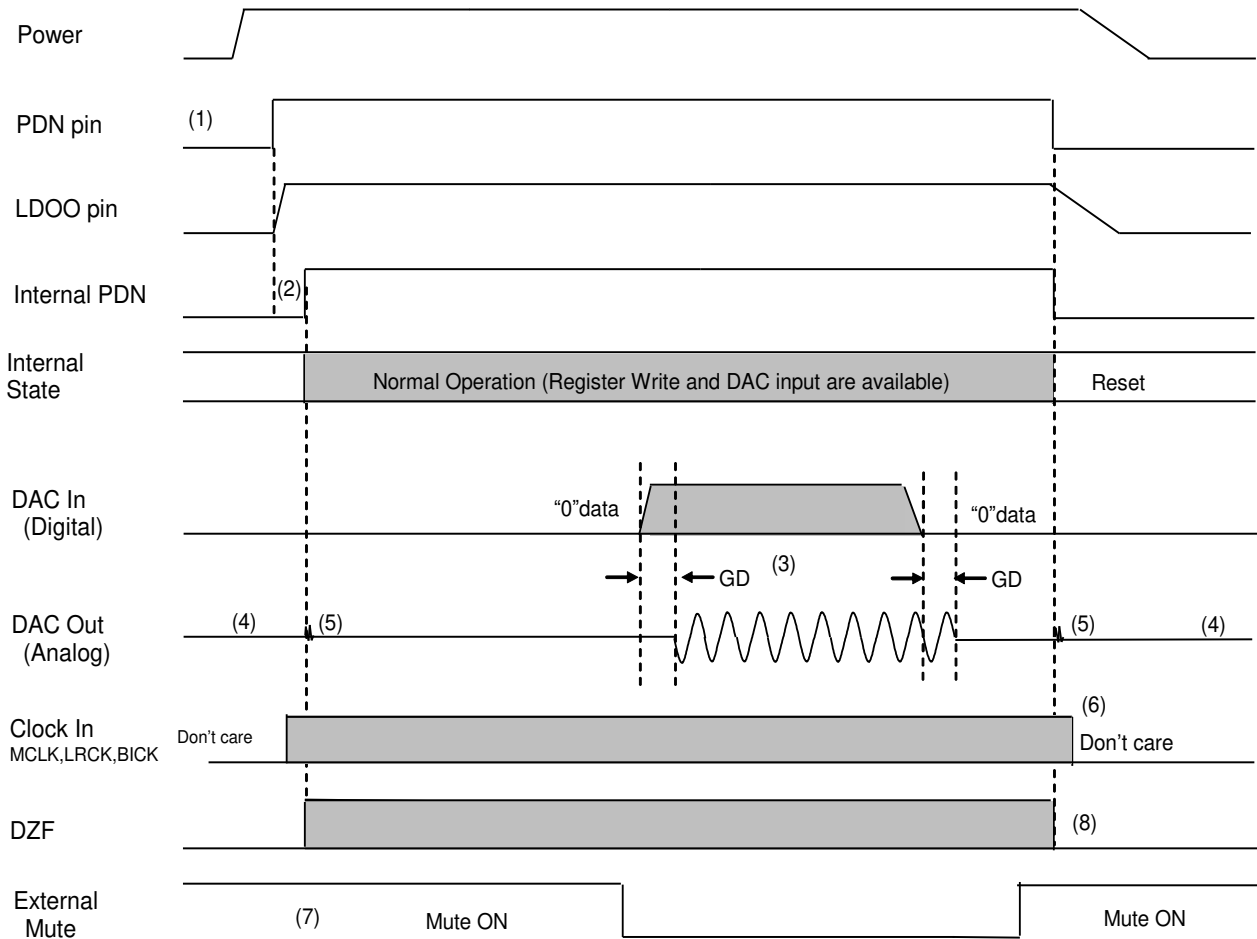 Power
PDN pin
(1)
LDOO pin
Internal PDN
(2)
Internal
State
Normal Operation (Register Write and DAC input are available)
Reset
DAC In
(Digital)
“0”data
“0”data
GD
(3)
GD
DAC Out
(Analog)
(4)
(5)
(5)
(4)
Clock In
MCLK,LRCK,BICK
Don’t care
(6)
Don’t care
DZF
(8)
External
Mute
(7)
Mute ON
Mute ON